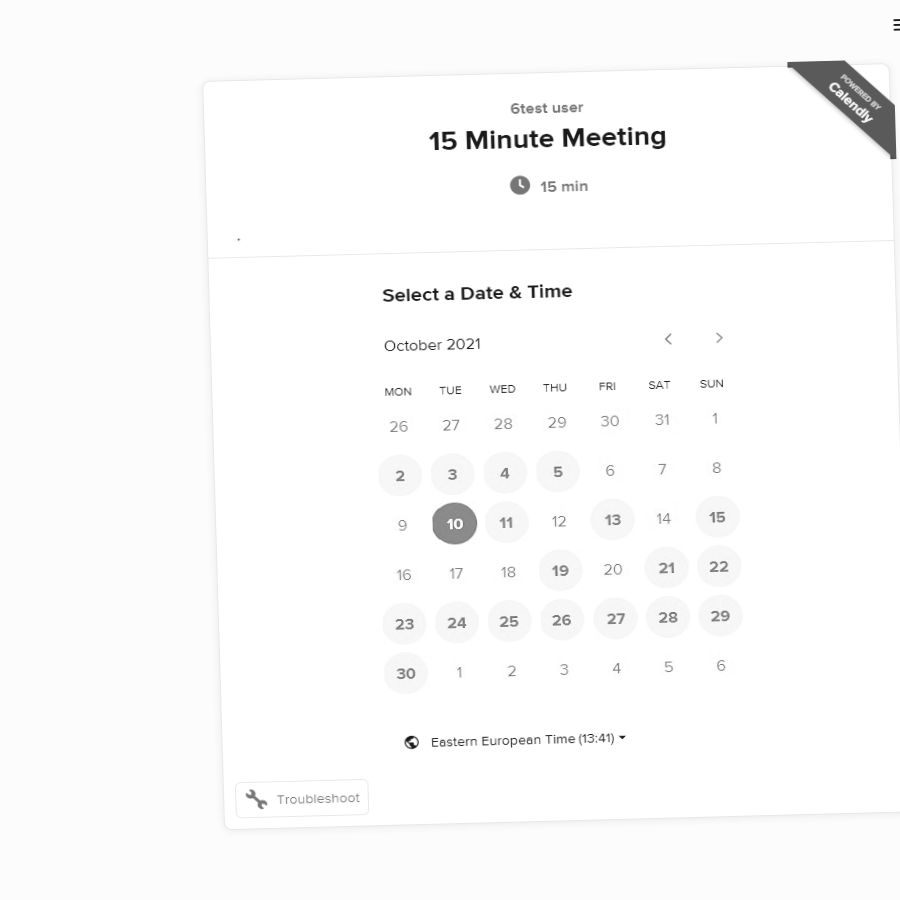 POWERED BY
Calendly
6test user
15 Minute Meeting
15 min
.
Select a Date & Time
October 2021
MON TUE WED THU FRI SAT SUN
26 27 28 29 30 31 1
2 3 4 5 6 7 8
9 10 11 12 13 14 15
16 17 18 19 20 21 22
23 24 25 26 27 28 29
30 1 2 3 4 5 6
Eastern European Time (13:41)
Troubleshoot